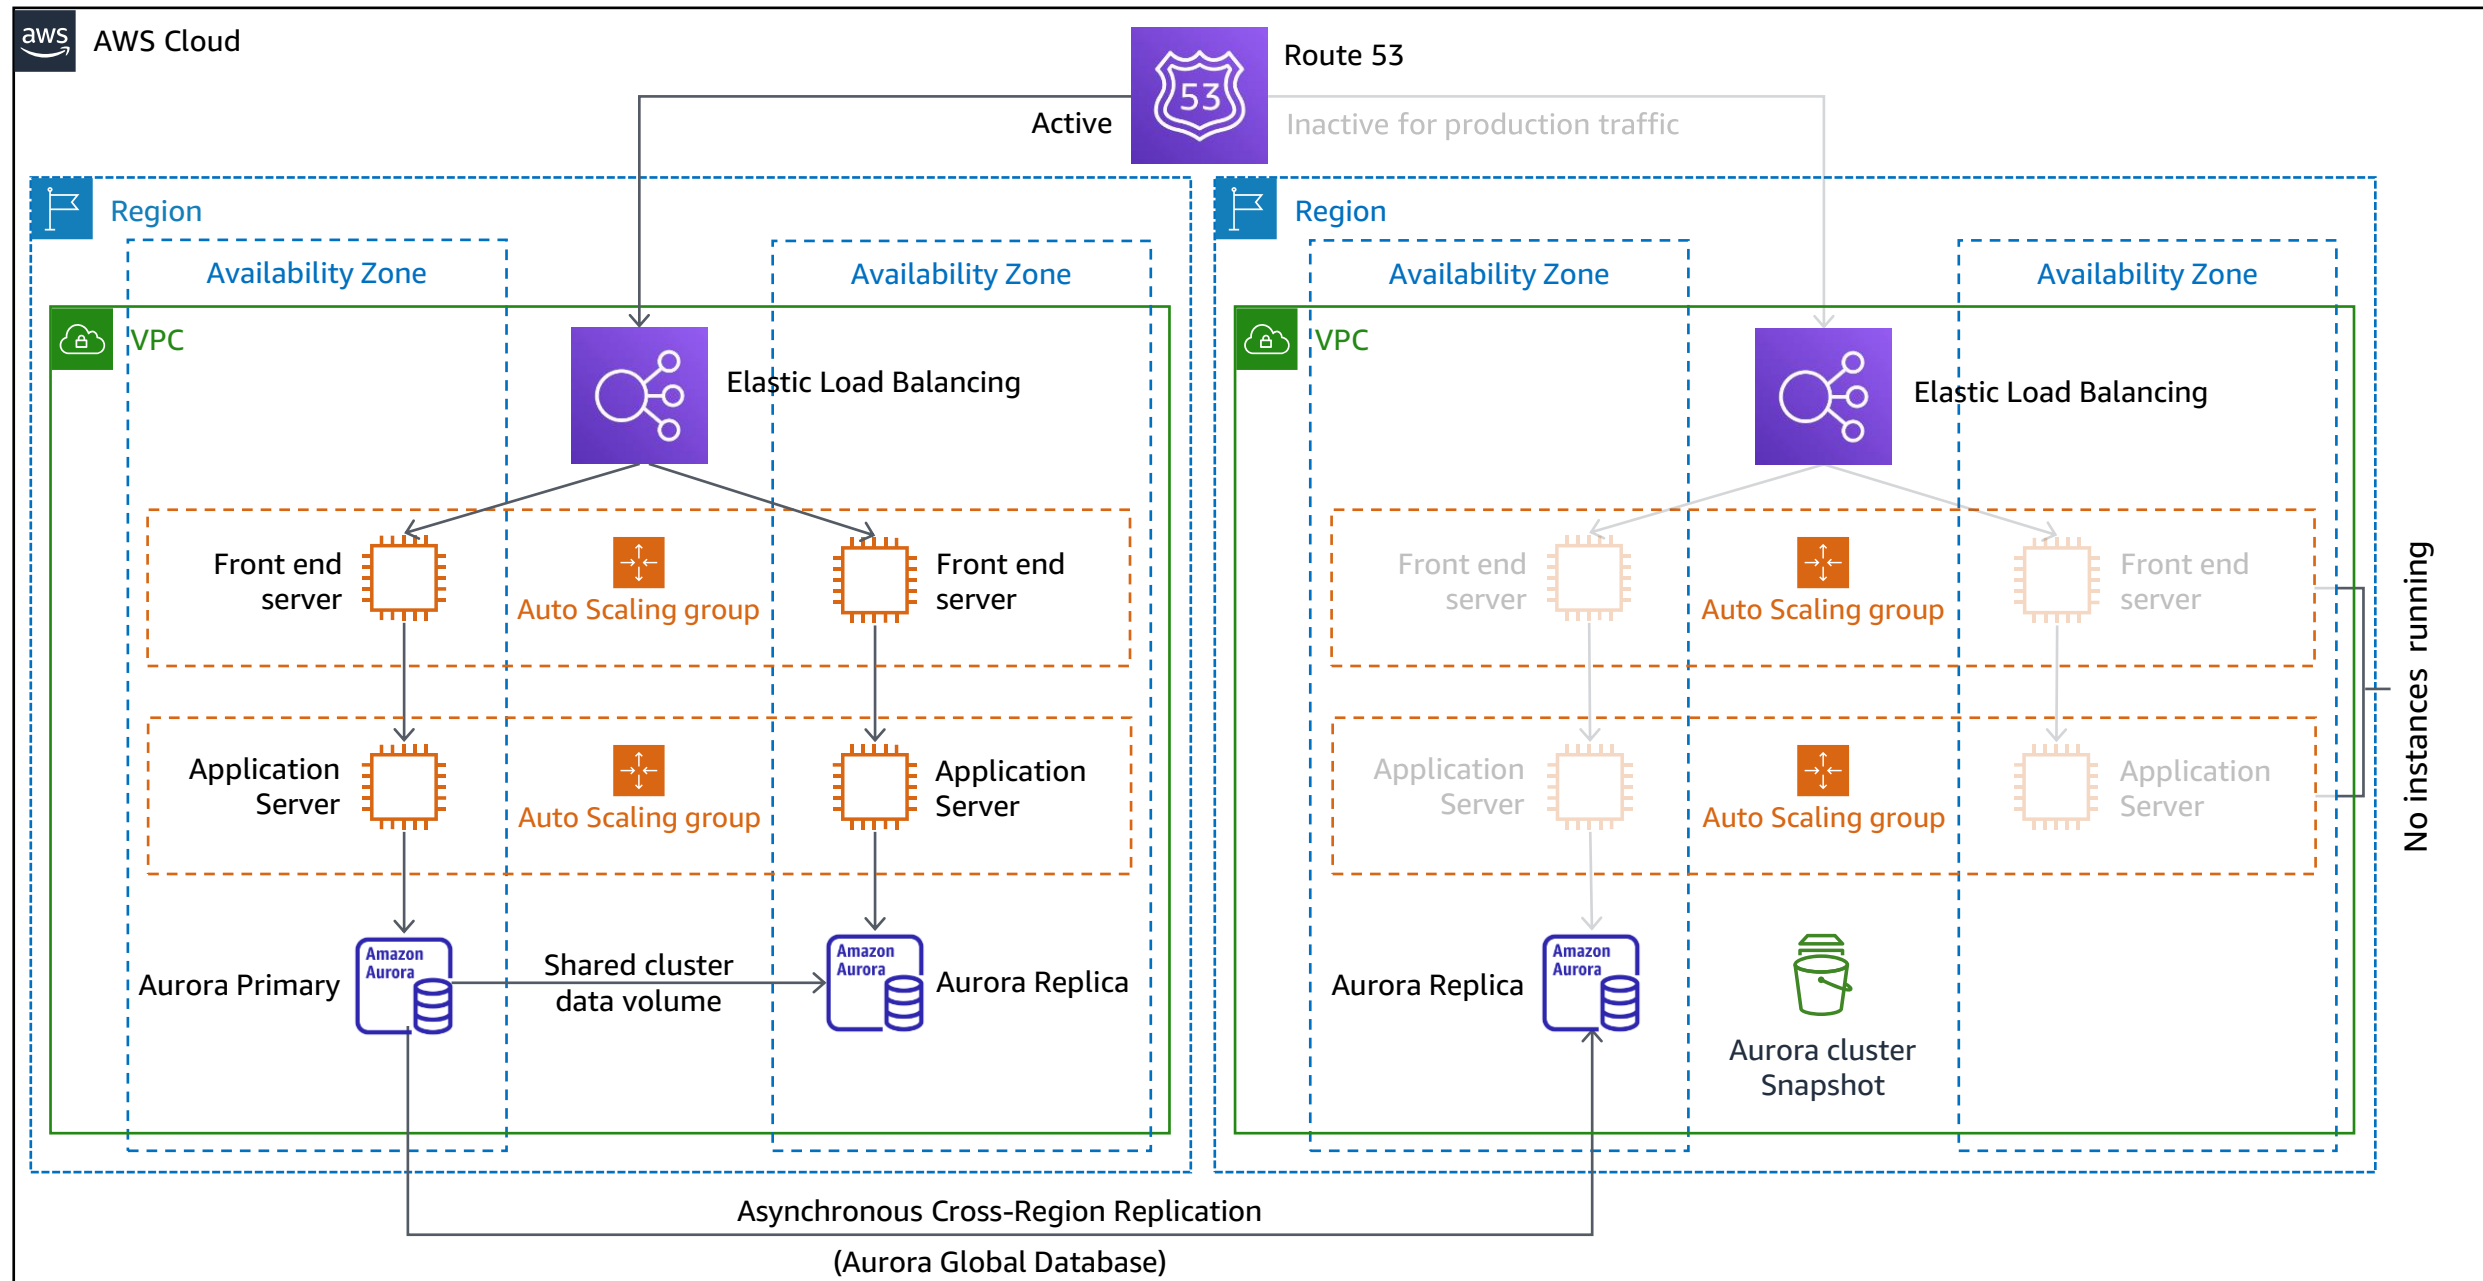 aws
AWS Cloud
Route 53
53
Active
Inactive for production traffic
Region
Availability Zone
Availability Zone
VPC
Elastic Load Balancing
Front end
server
Auto Scaling group
Front end
server
Application
Server
Auto Scaling group
Application
Server
Aurora Primary
Amazon
Aurora
Shared cluster
data volume
Amazon
Aurora
Aurora Replica
Region
Availability Zone
Availability Zone
VPC
Elastic Load Balancing
Front end
server
Auto Scaling group
Front end
server
Application
Server
Auto Scaling group
Application
Server
No instances running
Aurora Replica
Amazon
Aurora
Aurora cluster
Snapshot
Asynchronous Cross-Region Replication
(Aurora Global Database)